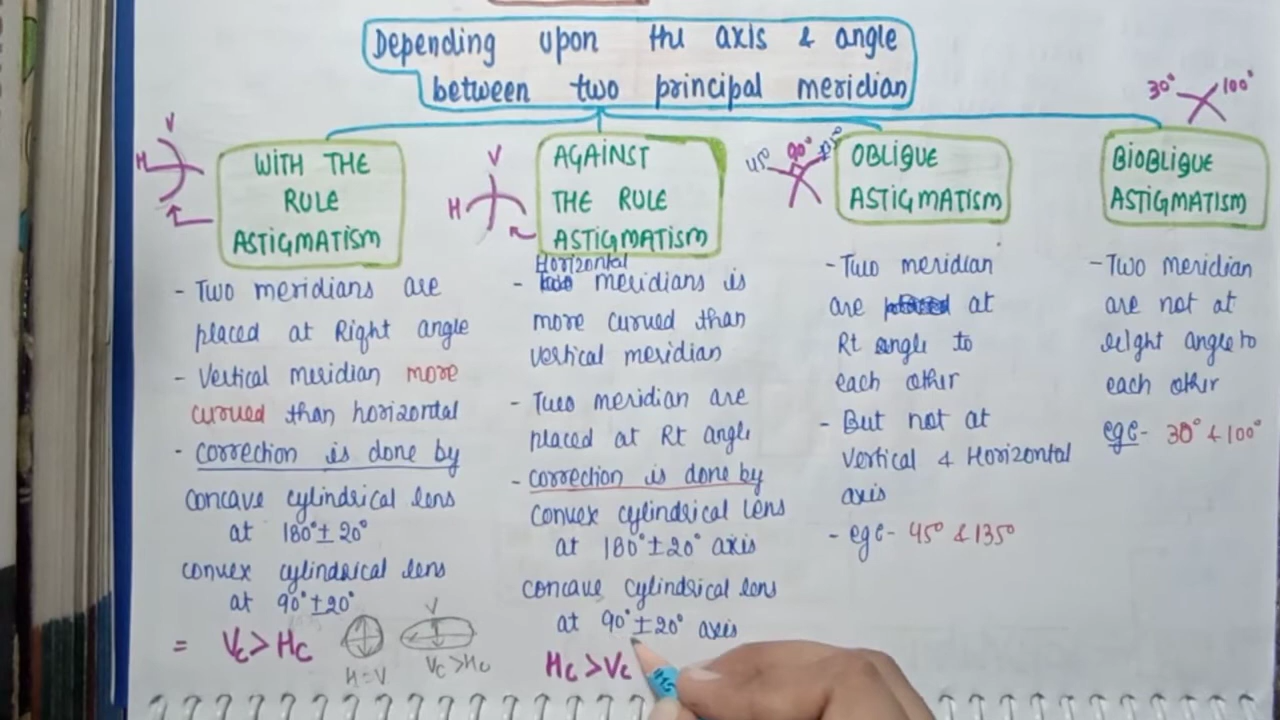 Depending upon the axis & angle
between two principal meridian
30° 100°
V
H
WITH THE
RULE
ASTIGMATISM
- Two meridians are
placed at Right angle
- Vertical meridian more
curved than horizontal
- correction is done by
concave cylindrical lens
at 180° ± 20°
convex cylindrical lens
at 90° ± 20°
= Vc > Hc
H = V
V
Vc > Hc
V
H
AGAINST
THE RULE
ASTIGMATISM
Horizontal
- meridians is
more curved than
vertical meridian
- Two meridian are
placed at Rt angle
- correction is done by
convex cylindrical lens
at 180° ± 20° axis
concave cylindrical lens
at 90° ± 20° axis
Hc > Vc
45° 90° 135°
OBLIQUE
ASTIGMATISM
- Two meridian
are at
Rt angle to
each other
- But not at
vertical & Horizontal
axis
- eg:- 45° & 135°
BIOBLIQUE
ASTIGMATISM
- Two meridian
are not at
right angle to
each other
eg:- 30° & 100°